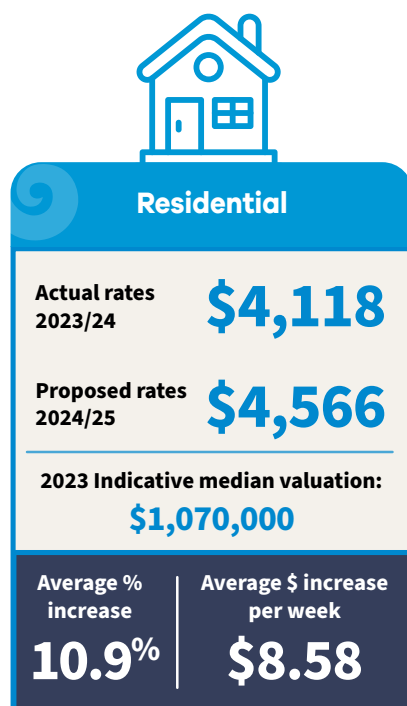 Residential
Actual rates
2023/24
$4,118
Proposed rates
2024/25
$4,566
2023 Indicative median valuation:
$1,070,000
Average %
increase
10.9%
Average $ increase
per week
$8.58